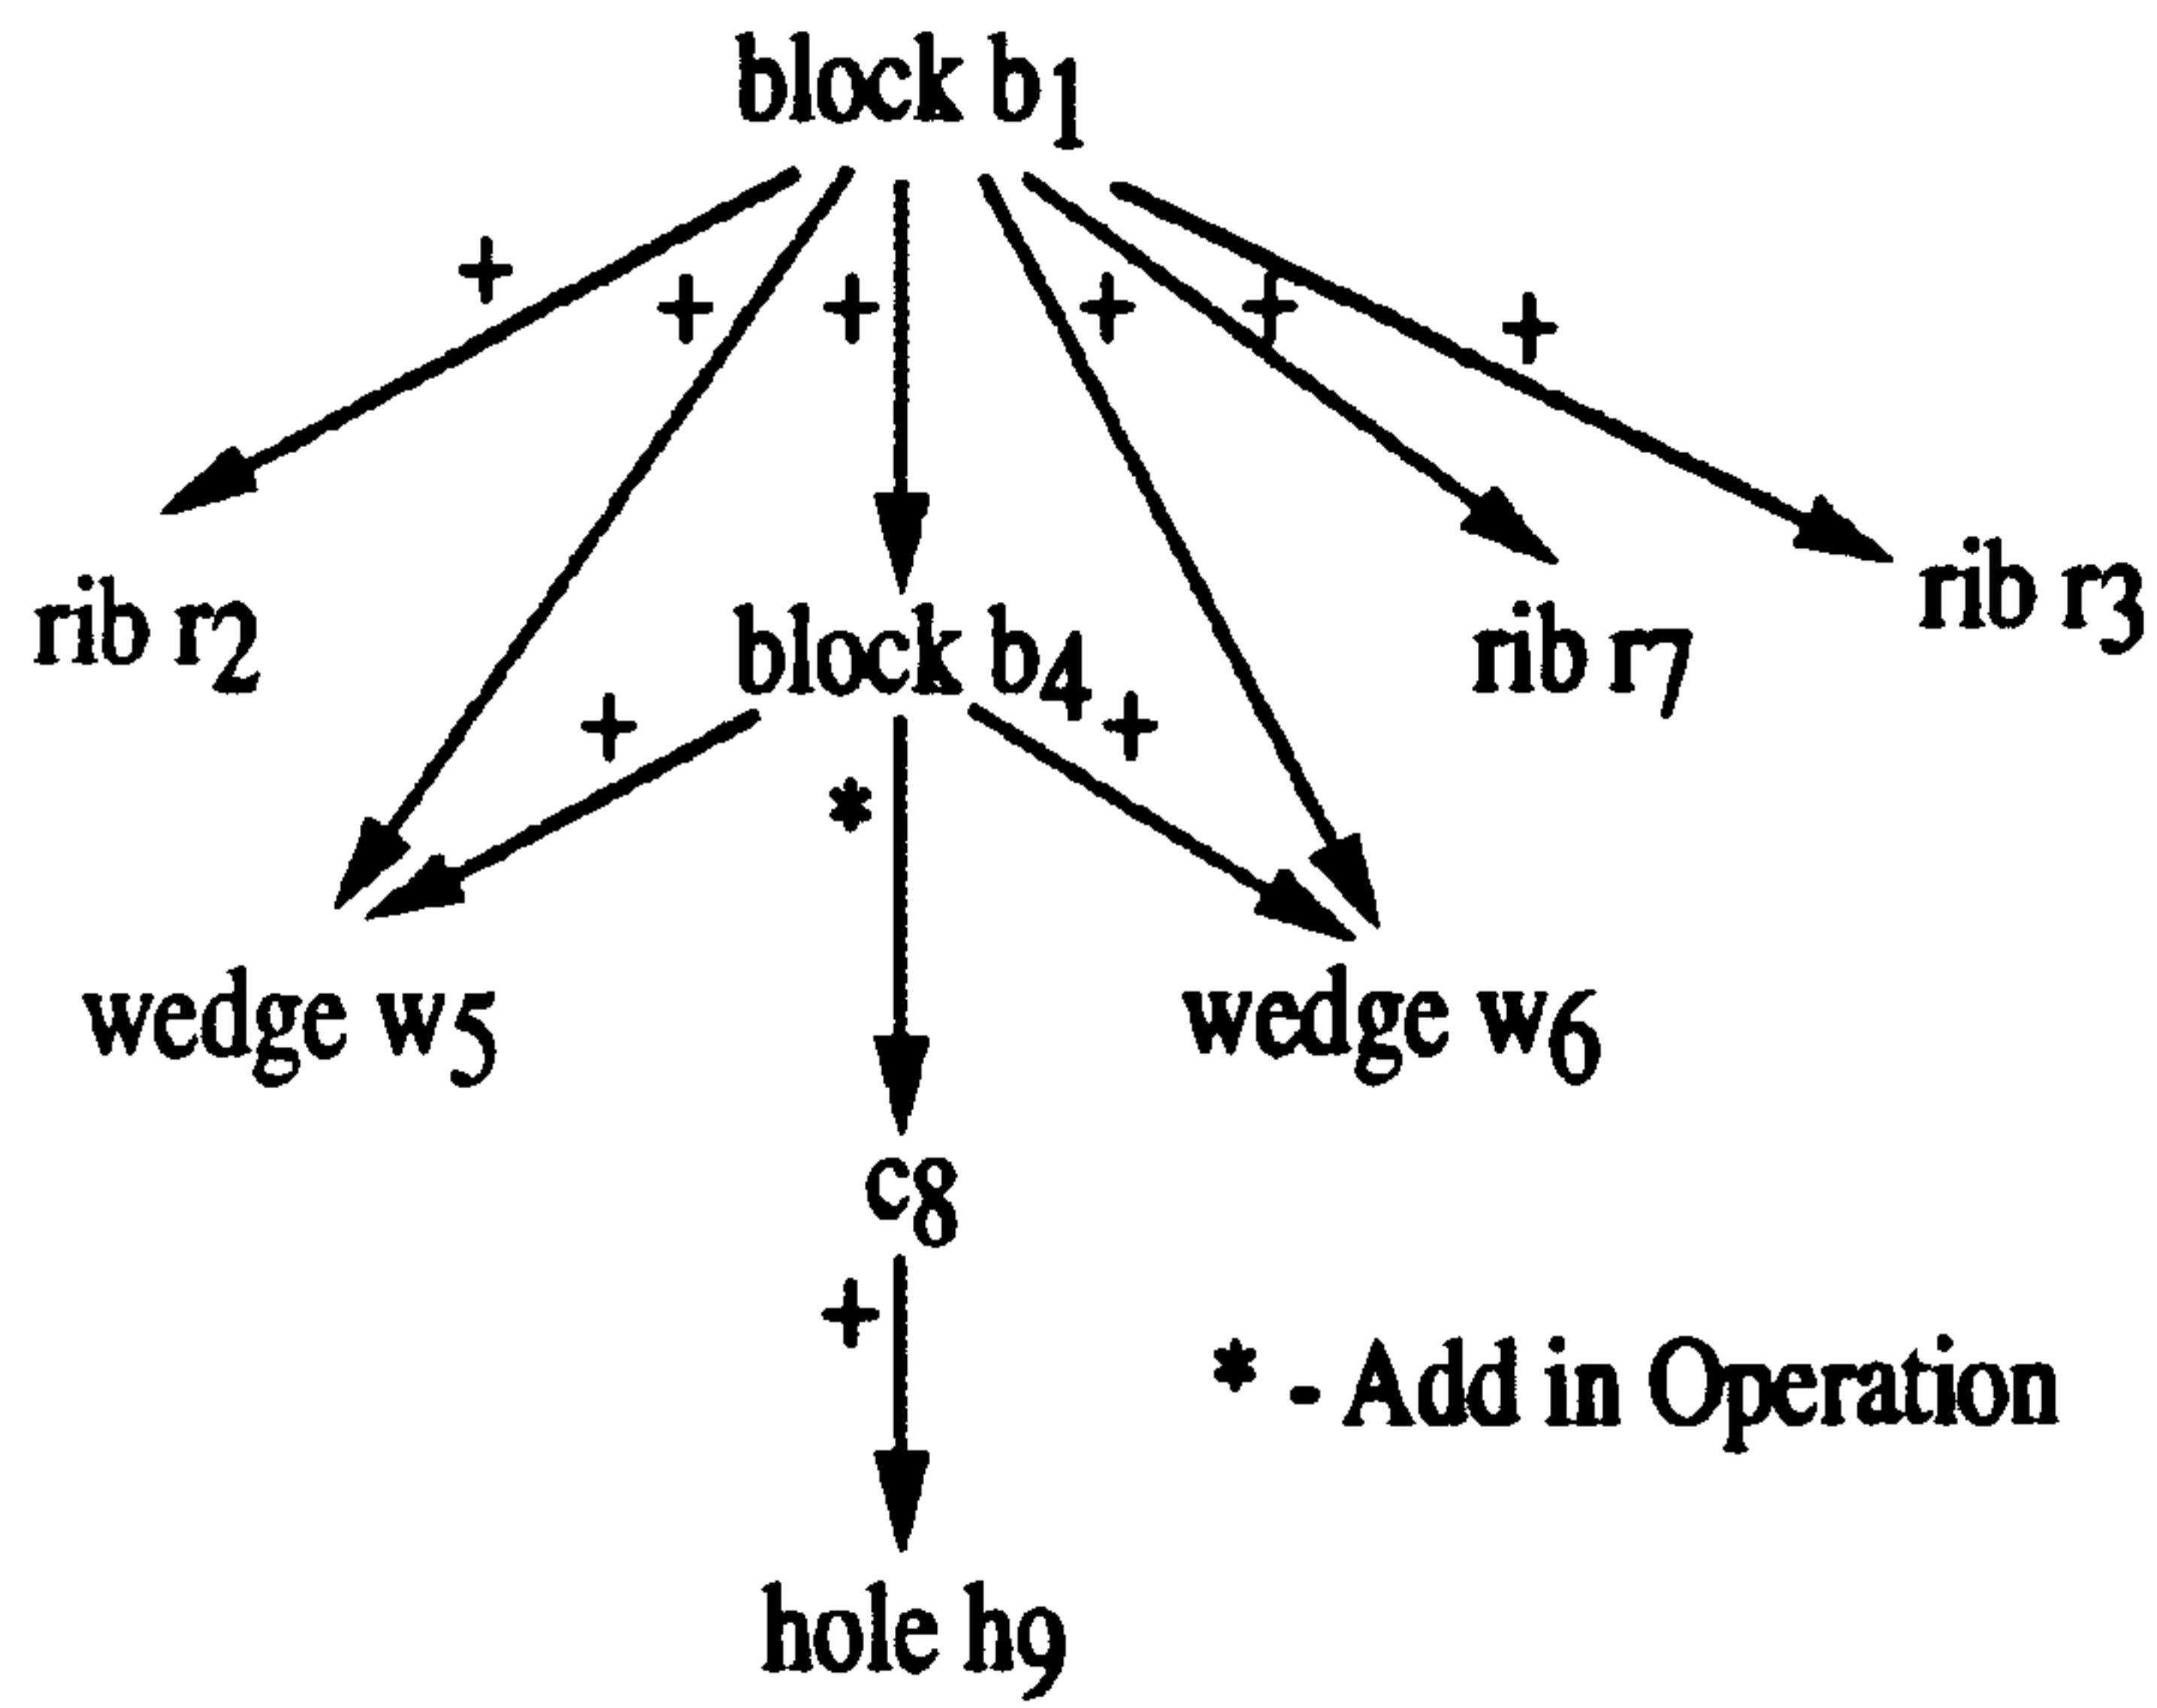 block b1
+ + + + + +
rib r2 block b4 rib r7 rib r3
+ +
*
wedge w5 wedge w6
c8
+
* - Add in Operation
hole h9